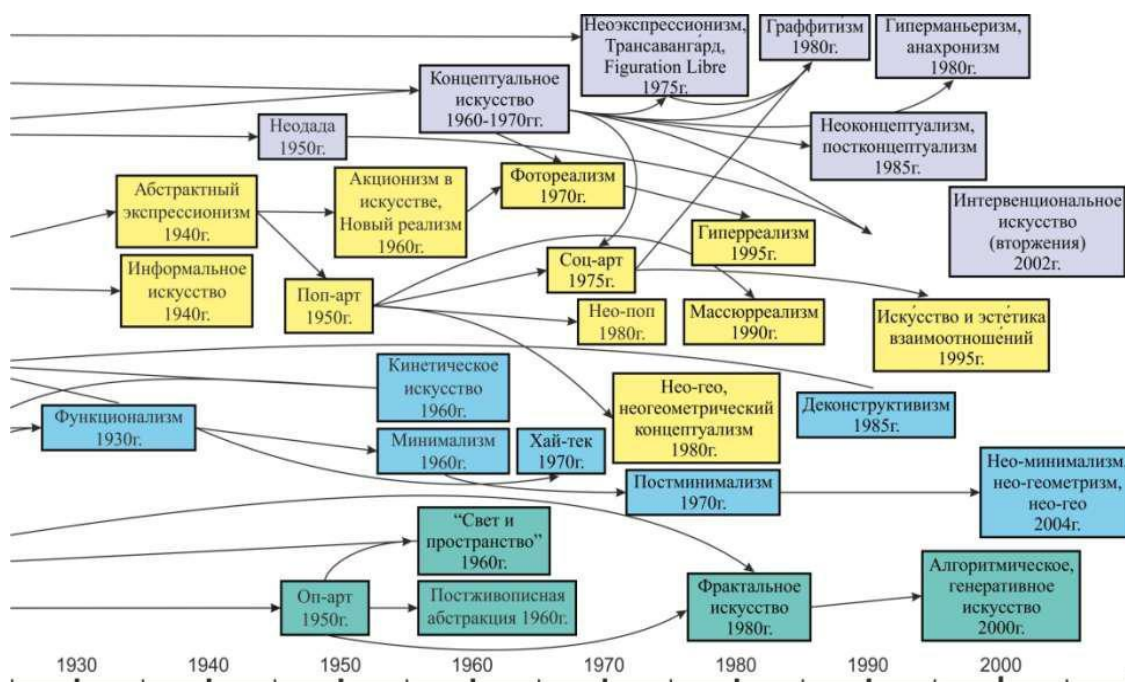 Неоэкспрессионизм,
Трансаванга́рд,
Figuration Libre
1975г.
Граффити́зм
1980г.
Гиперманьеризм,
анахронизм
1980г.
Концептуальное
искусство
1960-1970гг.
Неоконцептуализм,
постконцептуализм
1985г.
Неодада
1950г.
Абстрактный
экспрессионизм
1940г.
Акционизм в
искусстве,
Новый реализм
1960г.
Фотореализм
1970г.
Интервенциональное
искусство
(вторжения)
2002г.
Гиперреализм
1995г.
Информальное
искусство
1940г.
Соц-арт
1975г.
Поп-арт
1950г.
Нео-поп
1980г.
Массюрреализм
1990г.
Иску́сство и эсте́тика
взаимоотноше́ний
1995г.
Кинетическое
искусство
1960г.
Нео-гео,
неогеометрический
концептуализм
1980г.
Деконструктивизм
1985г.
Функционализм
1930г.
Минимализм
1960г.
Хай-тек
1970г.
Постминимализм
1970г.
Нео-минимализм,
нео-геометризм,
нео-гео
2004г.
“Свет и
пространство”
1960г.
Алгоритмическое,
генеративное
искусство
2000г.
Оп-арт
1950г.
Постживописная
абстракция 1960г.
Фрактальное
искусство
1980г.
1930 1940 1950 1960 1970 1980 1990 2000